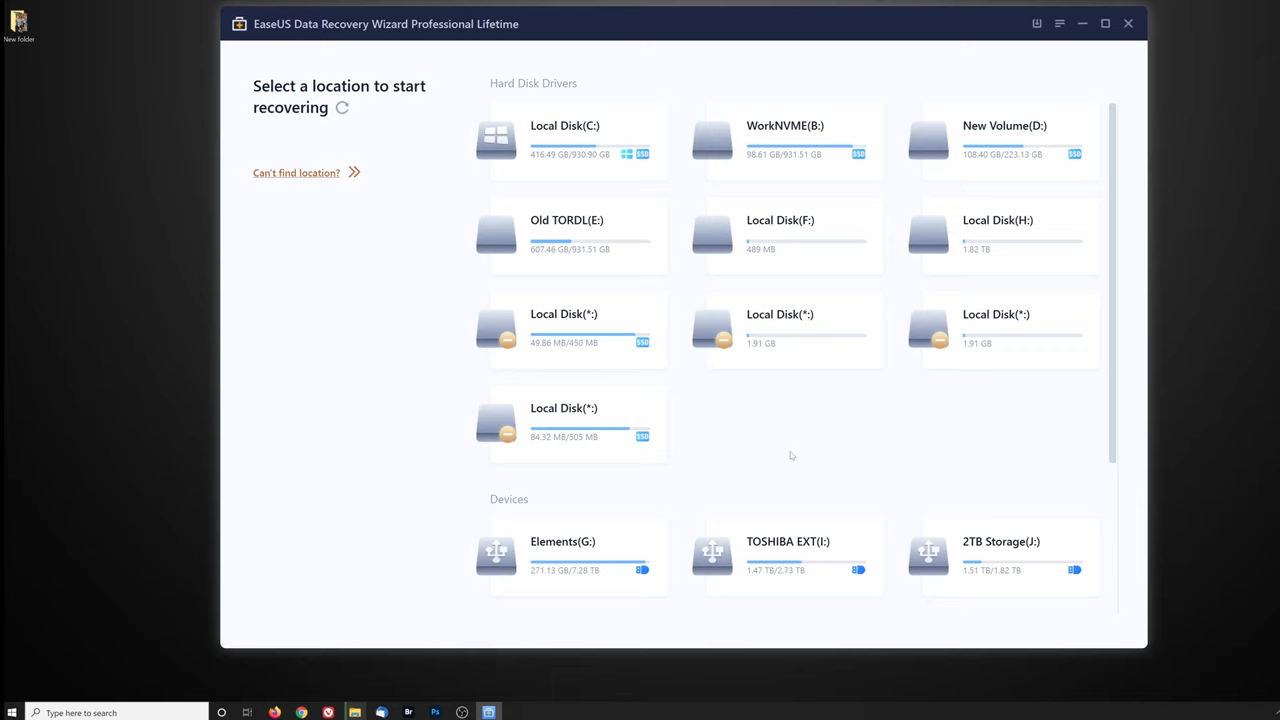 New folder
EaseUS Data Recovery Wizard Professional Lifetime
Select a location to start
recovering
Can't find location?
Hard Disk Drivers
Local Disk(C:)
416.49 GB/930.90 GB
SSD
WorkNVME(B:)
98.61 GB/931.51 GB
SSD
New Volume(D:)
108.40 GB/223.13 GB
SSD
Old TORDL(E:)
607.46 GB/931.51 GB
Local Disk(F:)
489 MB
Local Disk(H:)
1.82 TB
Local Disk(*:)
49.86 MB/450 MB
SSD
Local Disk(*:)
1.91 GB
Local Disk(*:)
1.91 GB
Local Disk(*:)
84.32 MB/505 MB
SSD
Devices
Elements(G:)
271.13 GB/7.28 TB
TOSHIBA EXT(I:)
1.47 TB/2.73 TB
2TB Storage(J:)
1.51 TB/1.82 TB
Type here to search
Br
Ps